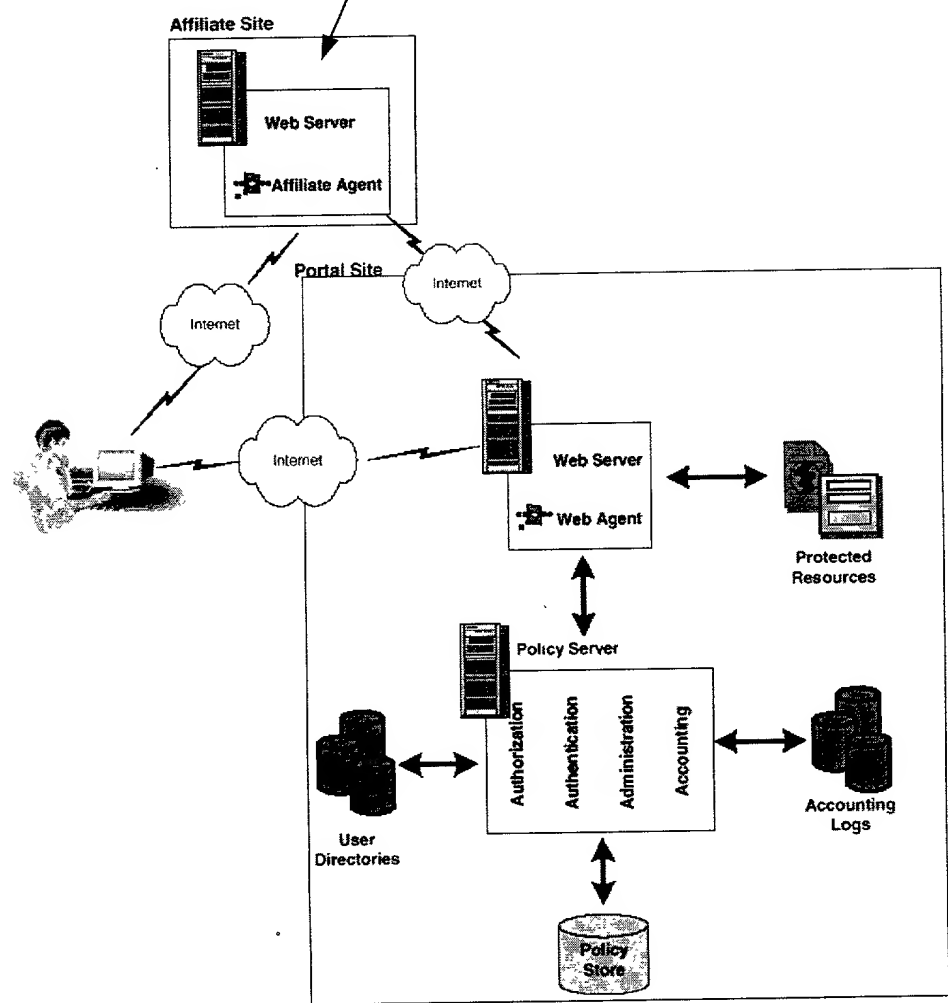 Affiliate Site
Web Server
Affiliate Agent
Portal Site
Internet
Internet
Internet
Web Server
Web Agent
Protected
Resources
Policy Server
Authorization
Authentication
Administration
Accounting
User
Directories
Accounting
Logs
Policy
Store